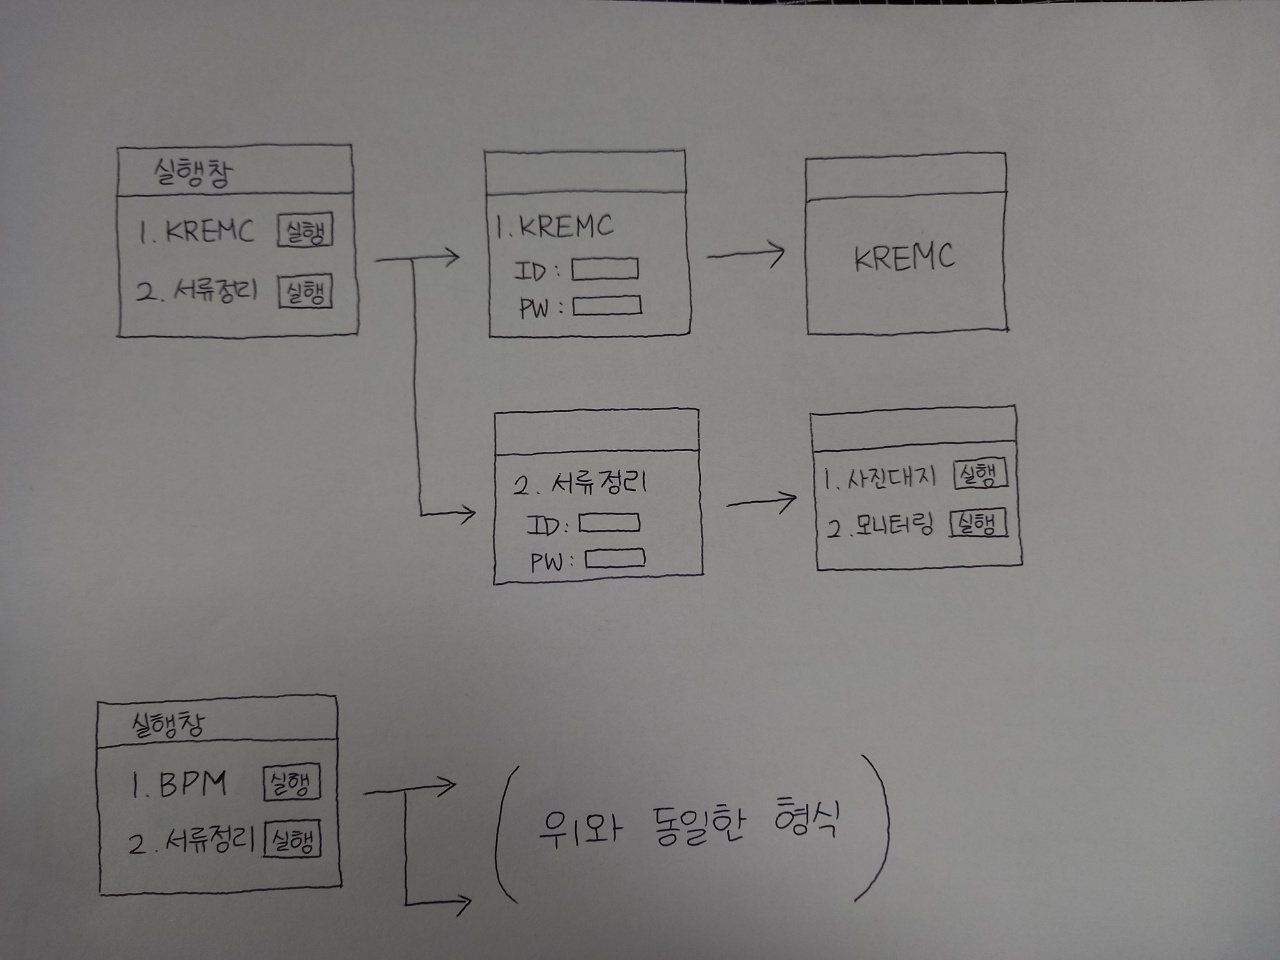 실행창
1. KREMC 실행
2. 서류정리 실행
1. KREMC
ID :
PW :
KREMC
2. 서류정리
ID :
PW :
1. 사진대지 실행
2. 모니터링 실행
실행창
1. BPM 실행
2. 서류정리 실행
( 위와 동일한 형식 )